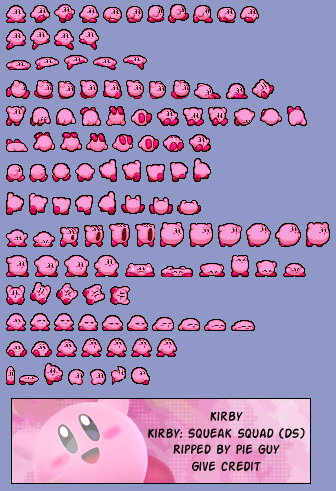 KIRBY
KIRBY: SQUEAK SQUAD (DS)
RIPPED BY PIE GUY
GIVE CREDIT